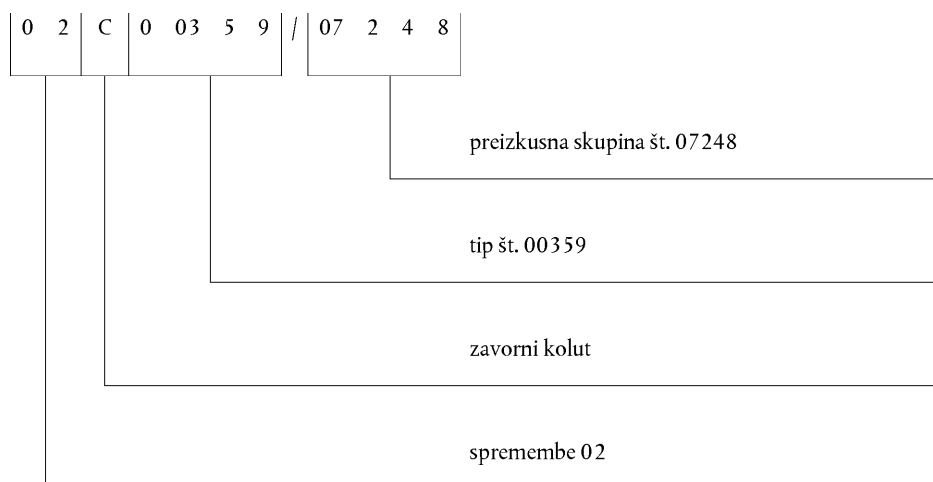 0 2 C 0 03 5 9 / 07 2 4 8
preizkusna skupina št. 07248
tip št. 00359
zavorni kolut
spremembe 02